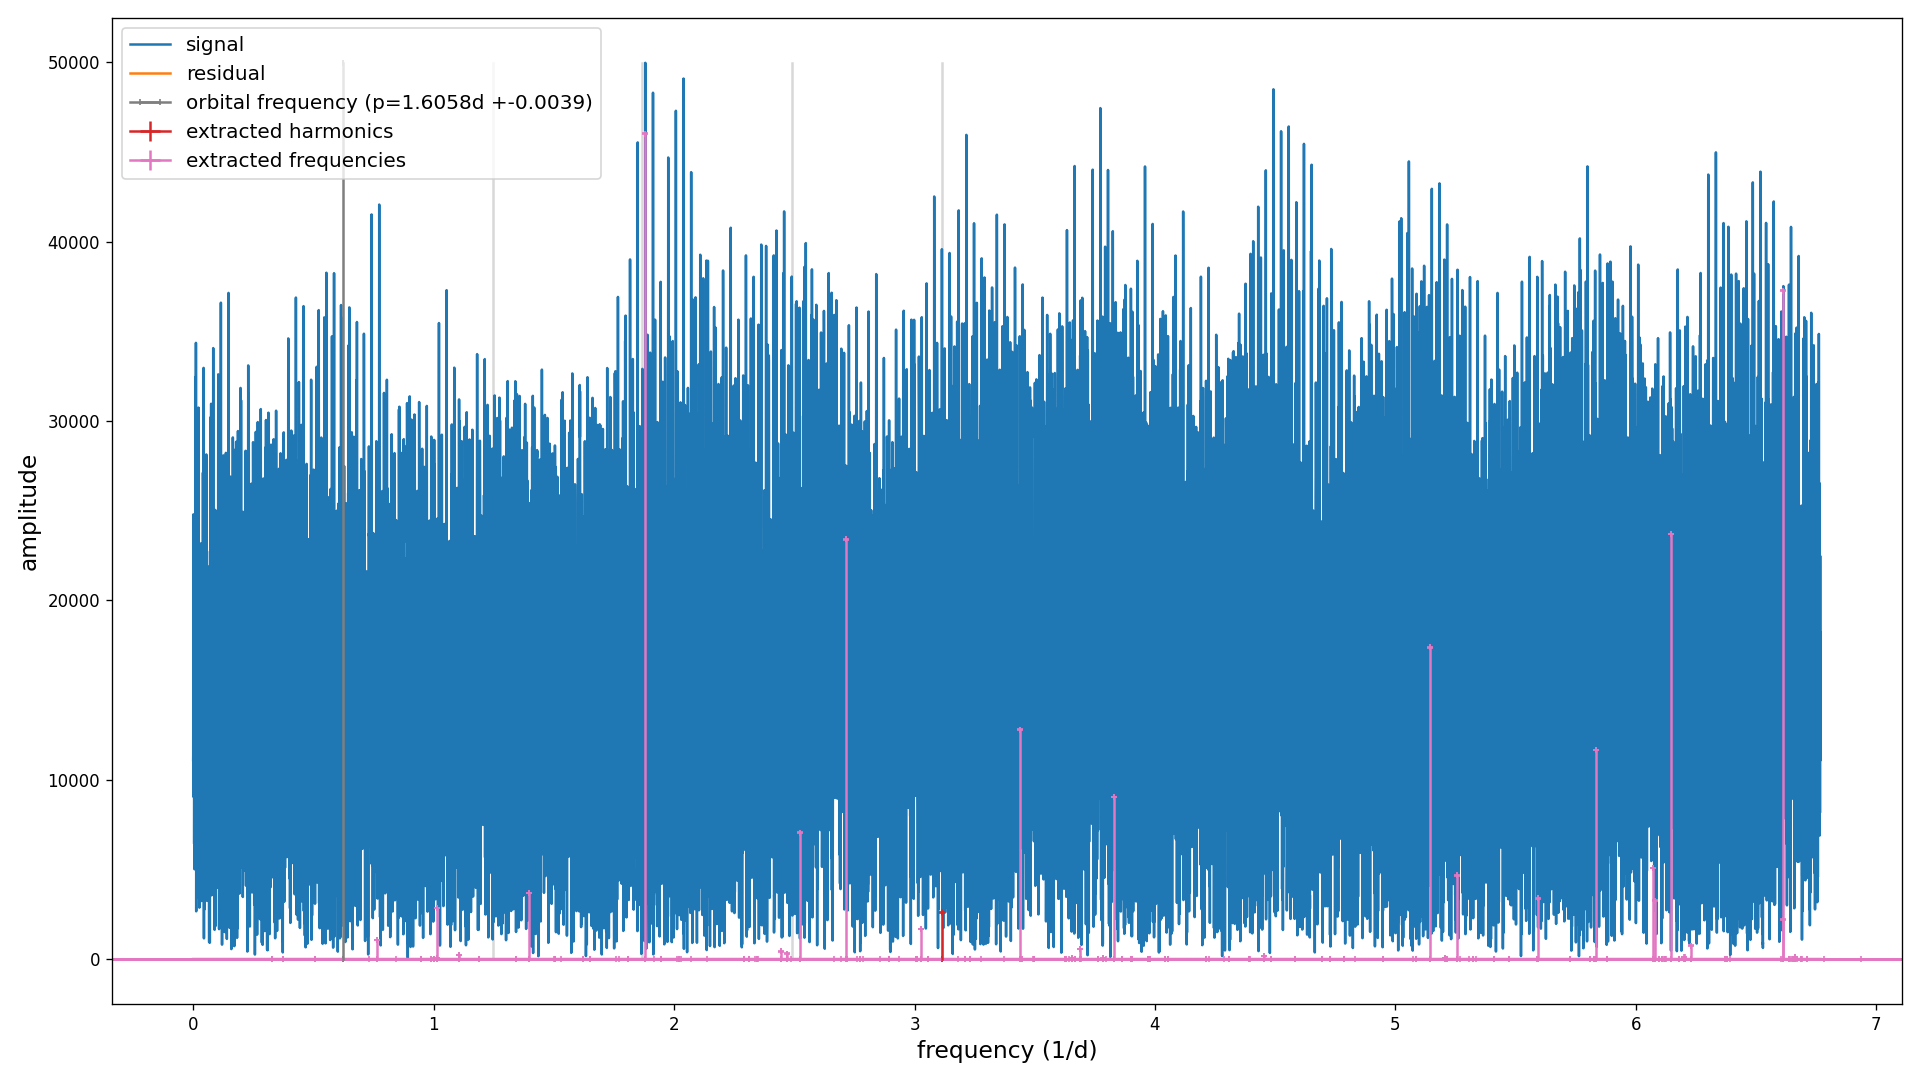 signal
residual
orbital frequency (p=1.6058d +-0.0039)
extracted harmonics
extracted frequencies
amplitude
50000
40000
30000
20000
10000
0
0 1 2 3 4 5 6 7
frequency (1/d)